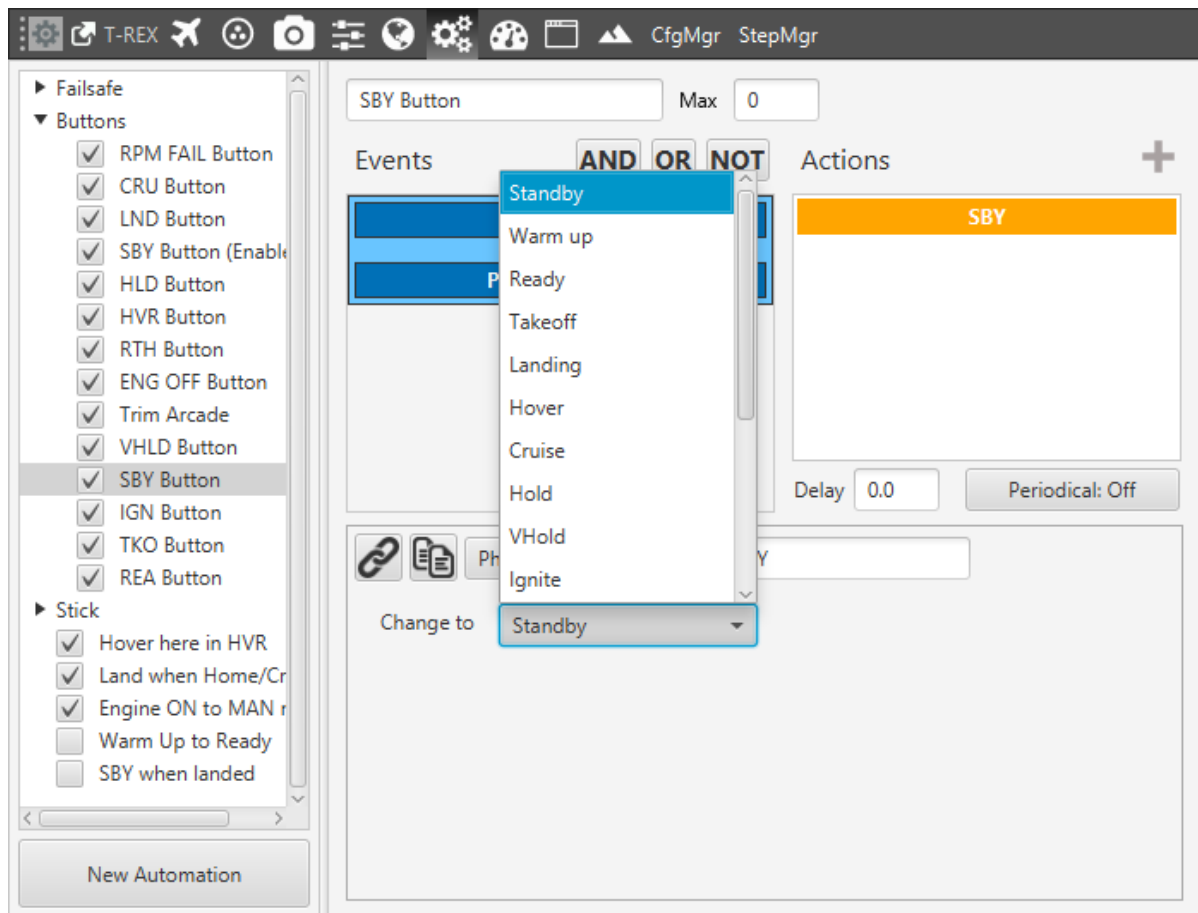 T-REX CfgMgr StepMgr
Failsafe
Buttons
RPM FAIL Button
CRU Button
LND Button
SBY Button (Enable
HLD Button
HVR Button
RTH Button
ENG OFF Button
Trim Arcade
VHLD Button
SBY Button
IGN Button
TKO Button
REA Button
Stick
Hover here in HVR
Land when Home/Cr
Engine ON to MAN r
Warm Up to Ready
SBY when landed
New Automation
SBY Button Max 0
Events AND OR NOT Actions
P
SBY
Delay 0.0 Periodical: Off
Ph Y
Change to Standby
Standby
Warm up
Ready
Takeoff
Landing
Hover
Cruise
Hold
VHold
Ignite